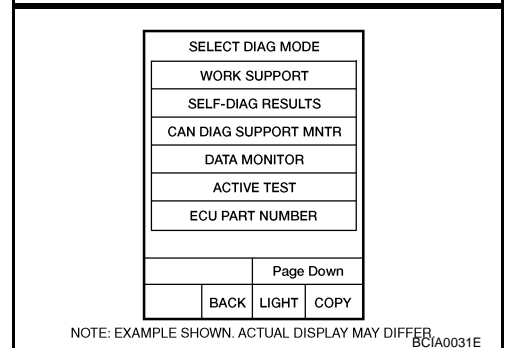 SELECT DIAG MODE
WORK SUPPORT
SELF-DIAG RESULTS
CAN DIAG SUPPORT MNTR
DATA MONITOR
ACTIVE TEST
ECU PART NUMBER
Page Down
BACK LIGHT COPY
NOTE: EXAMPLE SHOWN. ACTUAL DISPLAY MAY DIFFER.
BCIA0031E